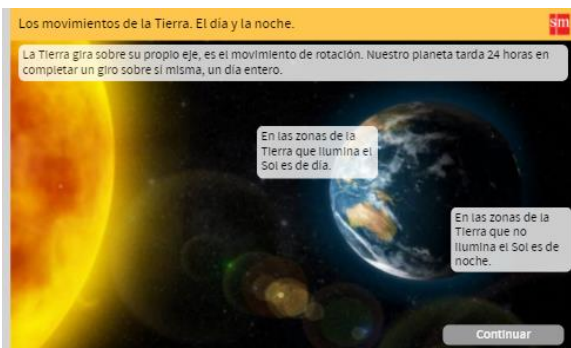 Los movimientos de la Tierra. El día y la noche.
sm
La Tierra gira sobre su propio eje, es el movimiento de rotación. Nuestro planeta tarda 24 horas en
completar un giro sobre sí misma, un día entero.
En las zonas de la
Tierra que ilumina el
Sol es de día.
En las zonas de la
Tierra que no
ilumina el Sol es de
noche.
Continuar